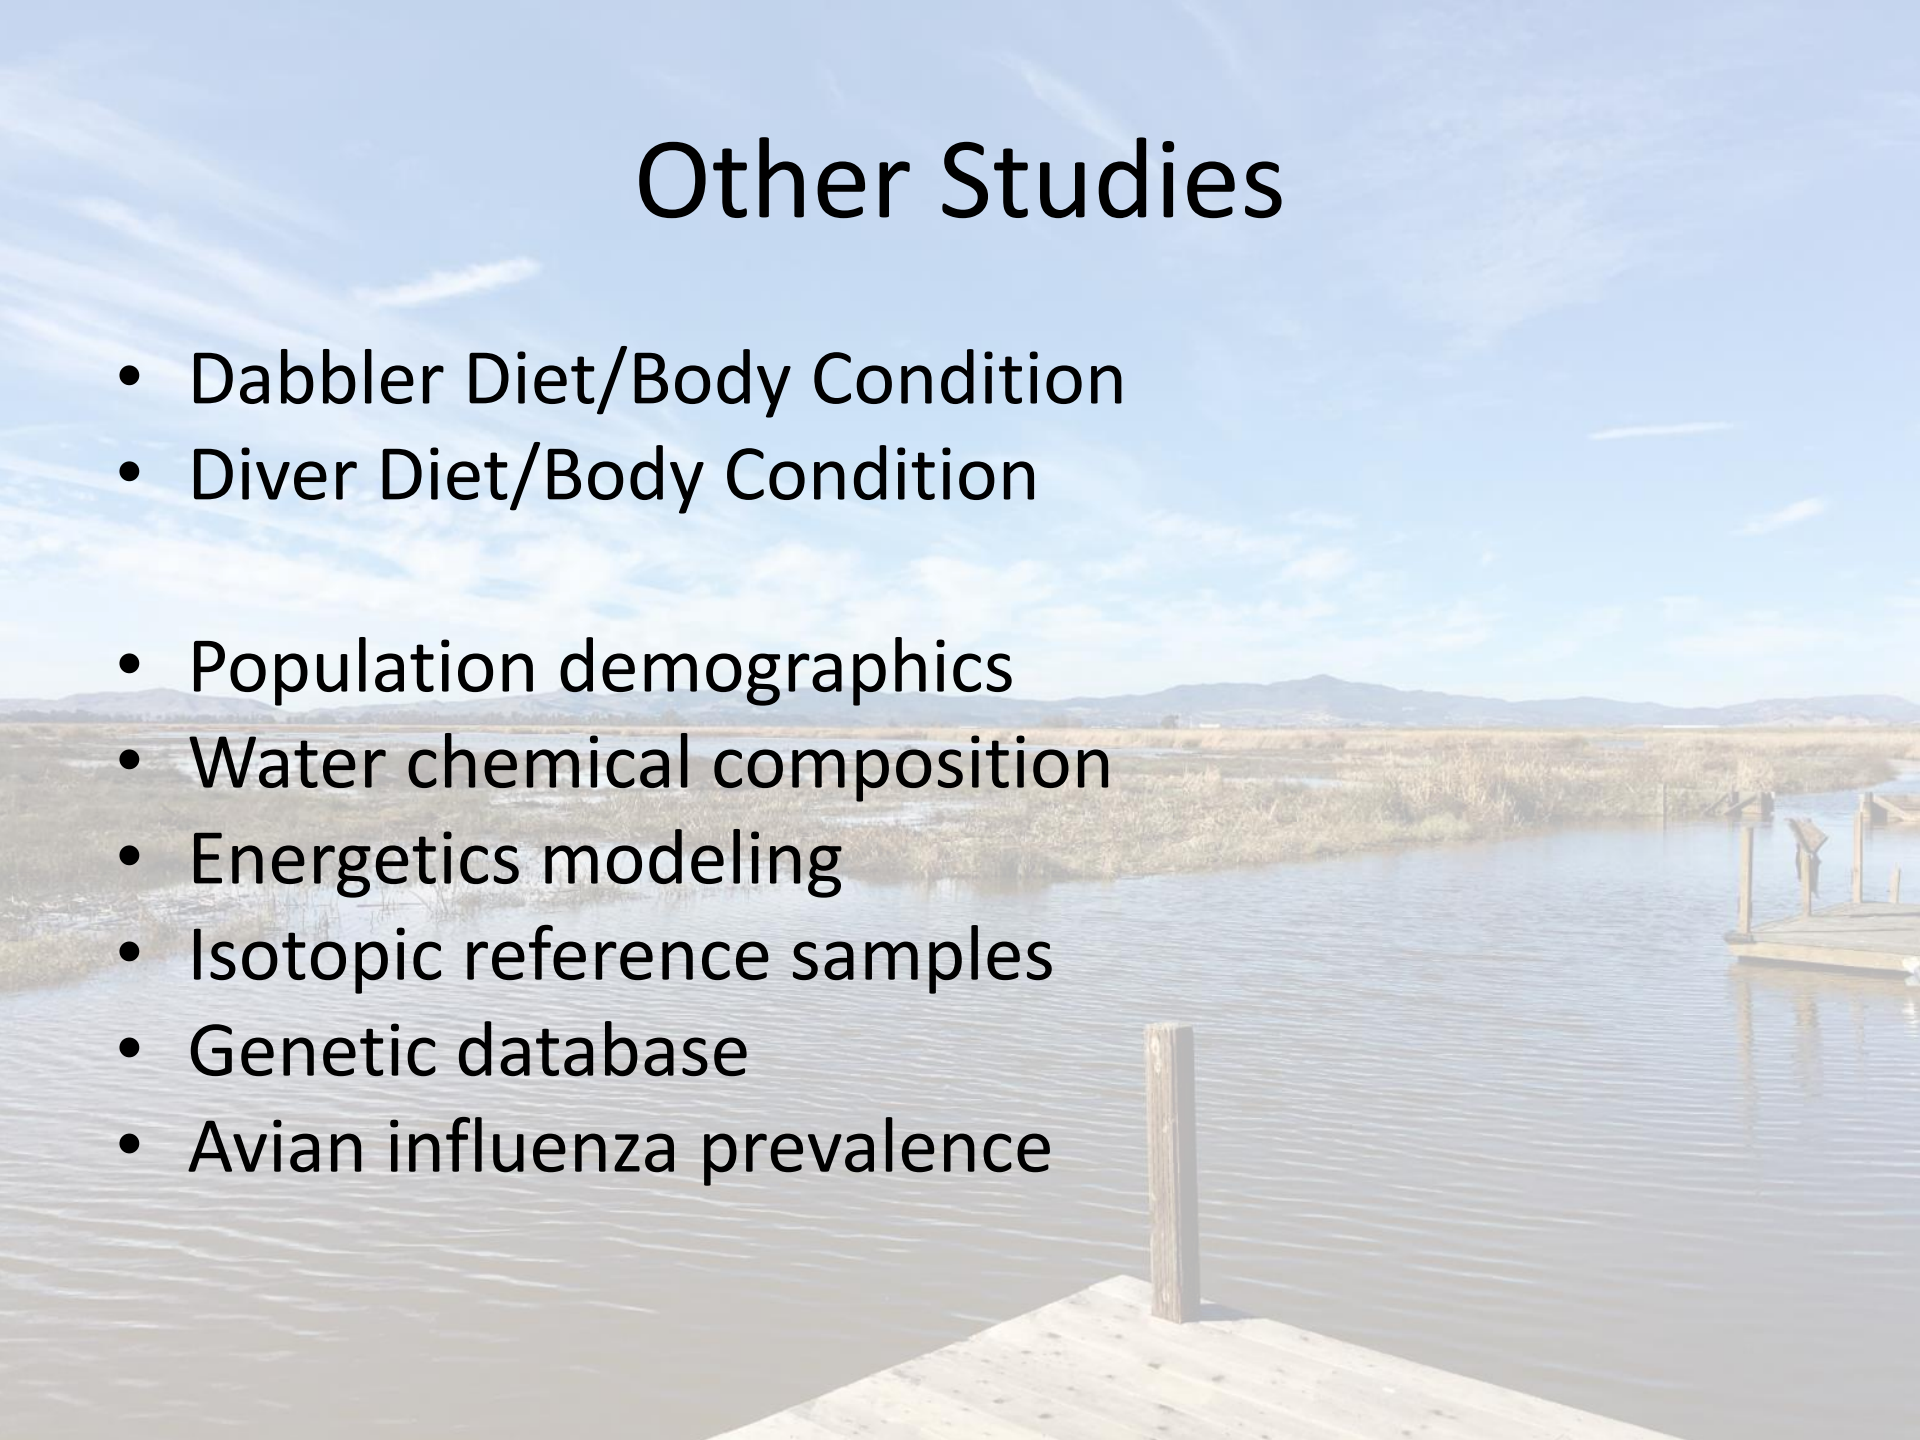 Other Studies
• Dabbler Diet/Body Condition
• Diver Diet/Body Condition
• Population demographics
• Water chemical composition
• Energetics modeling
• Isotopic reference samples
• Genetic database
• Avian influenza prevalence